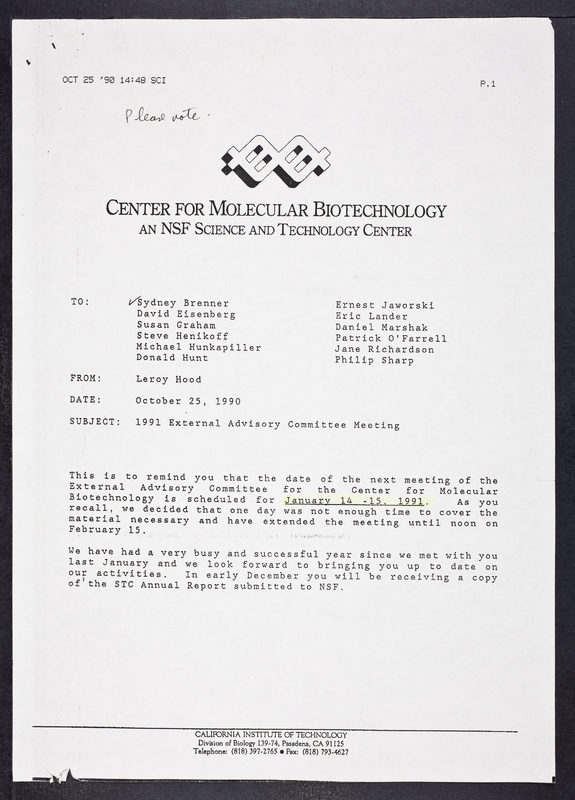 OCT 25 '90 14:48 SCI
P.1
Please note.
CENTER FOR MOLECULAR BIOTECHNOLOGY
AN NSF SCIENCE AND TECHNOLOGY CENTER
TO: Sydney Brenner Ernest Jaworski
David Eisenberg Eric Lander
Susan Graham Daniel Marshak
Steve Henikoff Patrick O'Farrell
Michael Hunkapiller Jane Richardson
Donald Hunt Philip Sharp
FROM: Leroy Hood
DATE: October 25, 1990
SUBJECT: 1991 External Advisory Committee Meeting
This is to remind you that the date of the next meeting of the
External Advisory Committee for the Center for Molecular
Biotechnology is scheduled for January 14 -15, 1991. As you
recall, we decided that one day was not enough time to cover the
material necessary and have extended the meeting until noon on
February 15.
We have had a very busy and successful year since we met with you
last January and we look forward to bringing you up to date on
our activities. In early December you will be receiving a copy
of the STC Annual Report submitted to NSF.
CALIFORNIA INSTITUTE OF TECHNOLOGY
Division of Biology 139-74, Pasadena, CA 91125
Telephone: (818) 397-2765 ● Fax: (818) 793-4627